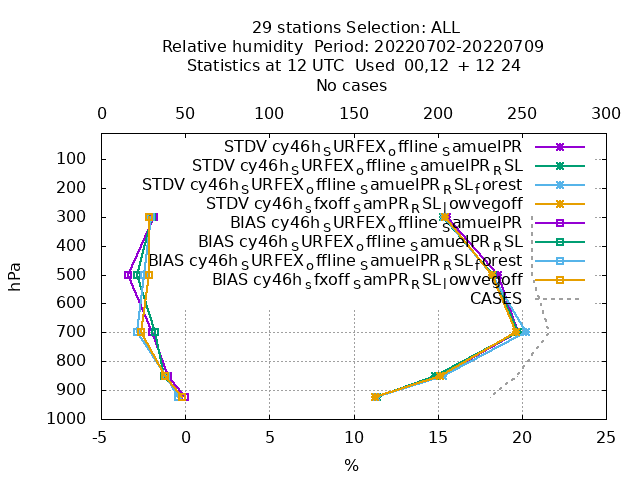 29 stations Selection: ALL
Relative humidity  Period: 20220702-20220709
Statistics at 12 UTC  Used  00,12  + 12 24
No cases
0 50 100 150 200 250 300
STDV cy46h_SURFEX_offline_SamuelPR
STDV cy46h_SURFEX_offline_SamuelPR_RSL
STDV cy46h_SURFEX_offline_SamuelPR_RSL_forest
STDV cy46h_sfxoff_SamPR_RSL_lowvegoff
BIAS cy46h_SURFEX_offline_SamuelPR
BIAS cy46h_SURFEX_offline_SamuelPR_RSL
BIAS cy46h_SURFEX_offline_SamuelPR_RSL_forest
BIAS cy46h_sfxoff_SamPR_RSL_lowvegoff
CASES
hPa
100
200
300
400
500
600
700
800
900
1000
-5 0 5 10 15 20 25
%